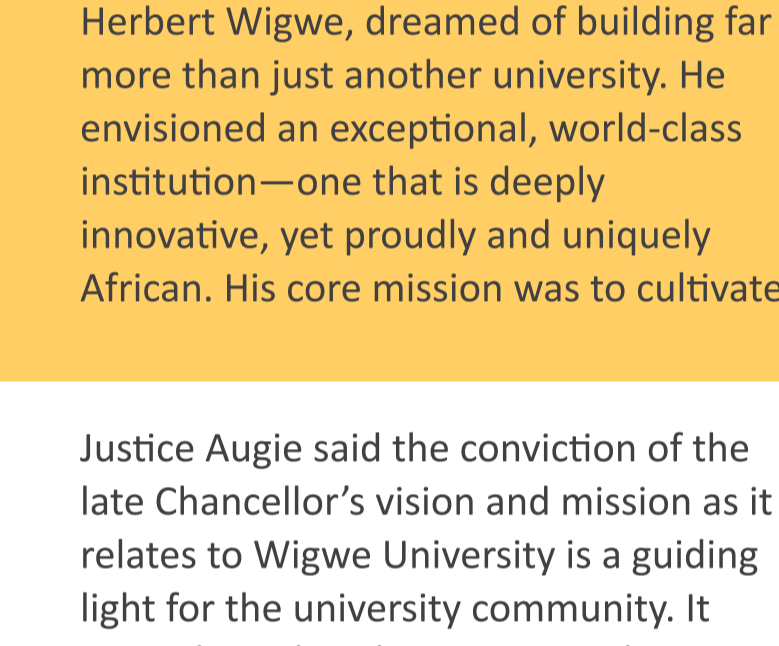 Herbert Wigwe, dreamed of building far
more than just another university. He
envisioned an exceptional, world-class
institution—one that is deeply
innovative, yet proudly and uniquely
African. His core mission was to cultivate
Justice Augie said the conviction of the
late Chancellor’s vision and mission as it
relates to Wigwe University is a guiding
light for the university community. It